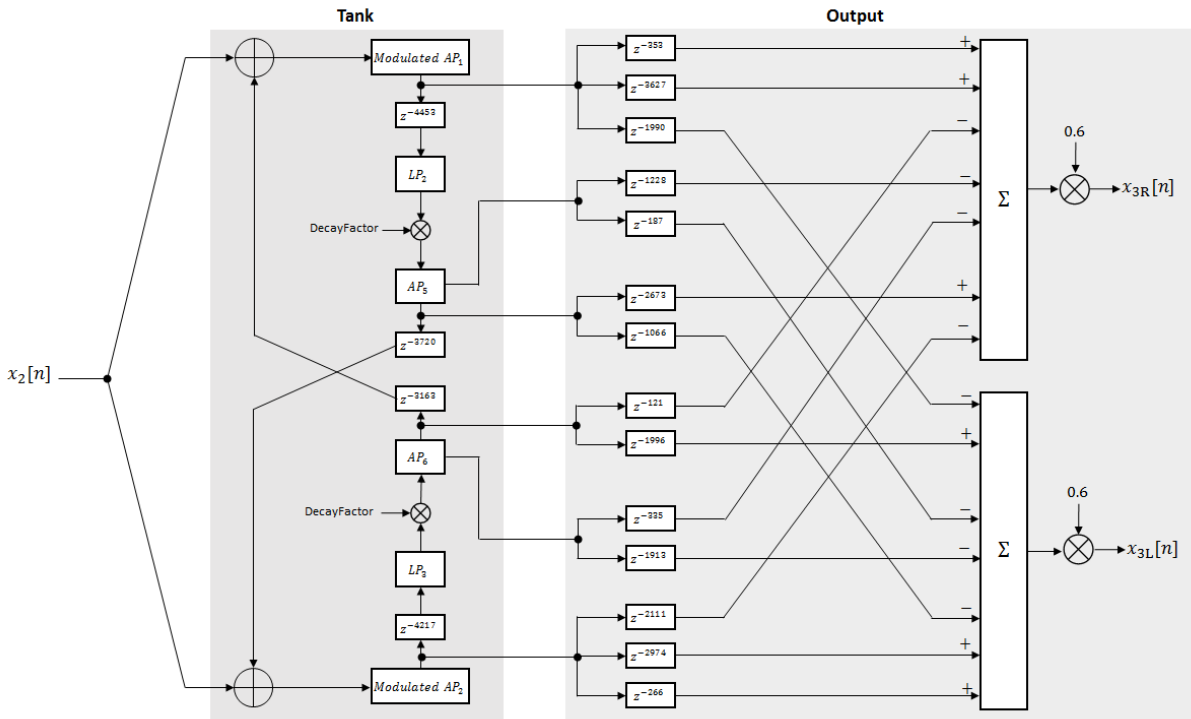 Tank
Output
Modulated AP₁
z⁻⁴⁴⁵³
LP₂
DecayFactor
AP₅
z⁻³⁷²⁰
x₂[n]
z⁻³¹⁶³
AP₆
DecayFactor
LP₃
z⁻⁴²¹⁷
Modulated AP₂
z⁻³⁵³
z⁻³⁶²⁷
z⁻¹⁹⁹⁰
z⁻¹²²⁸
z⁻¹⁸⁷
z⁻²⁶⁷³
z⁻¹⁰⁶⁶
z⁻¹²¹
z⁻¹⁹⁹⁶
z⁻³³⁵
z⁻¹⁹¹³
z⁻²¹¹¹
z⁻²⁹⁷⁴
z⁻²⁶⁶
+
+
−
−
−
+
−
Σ
0.6
x₃R[n]
−
+
−
−
−
+
+
Σ
0.6
x₃L[n]